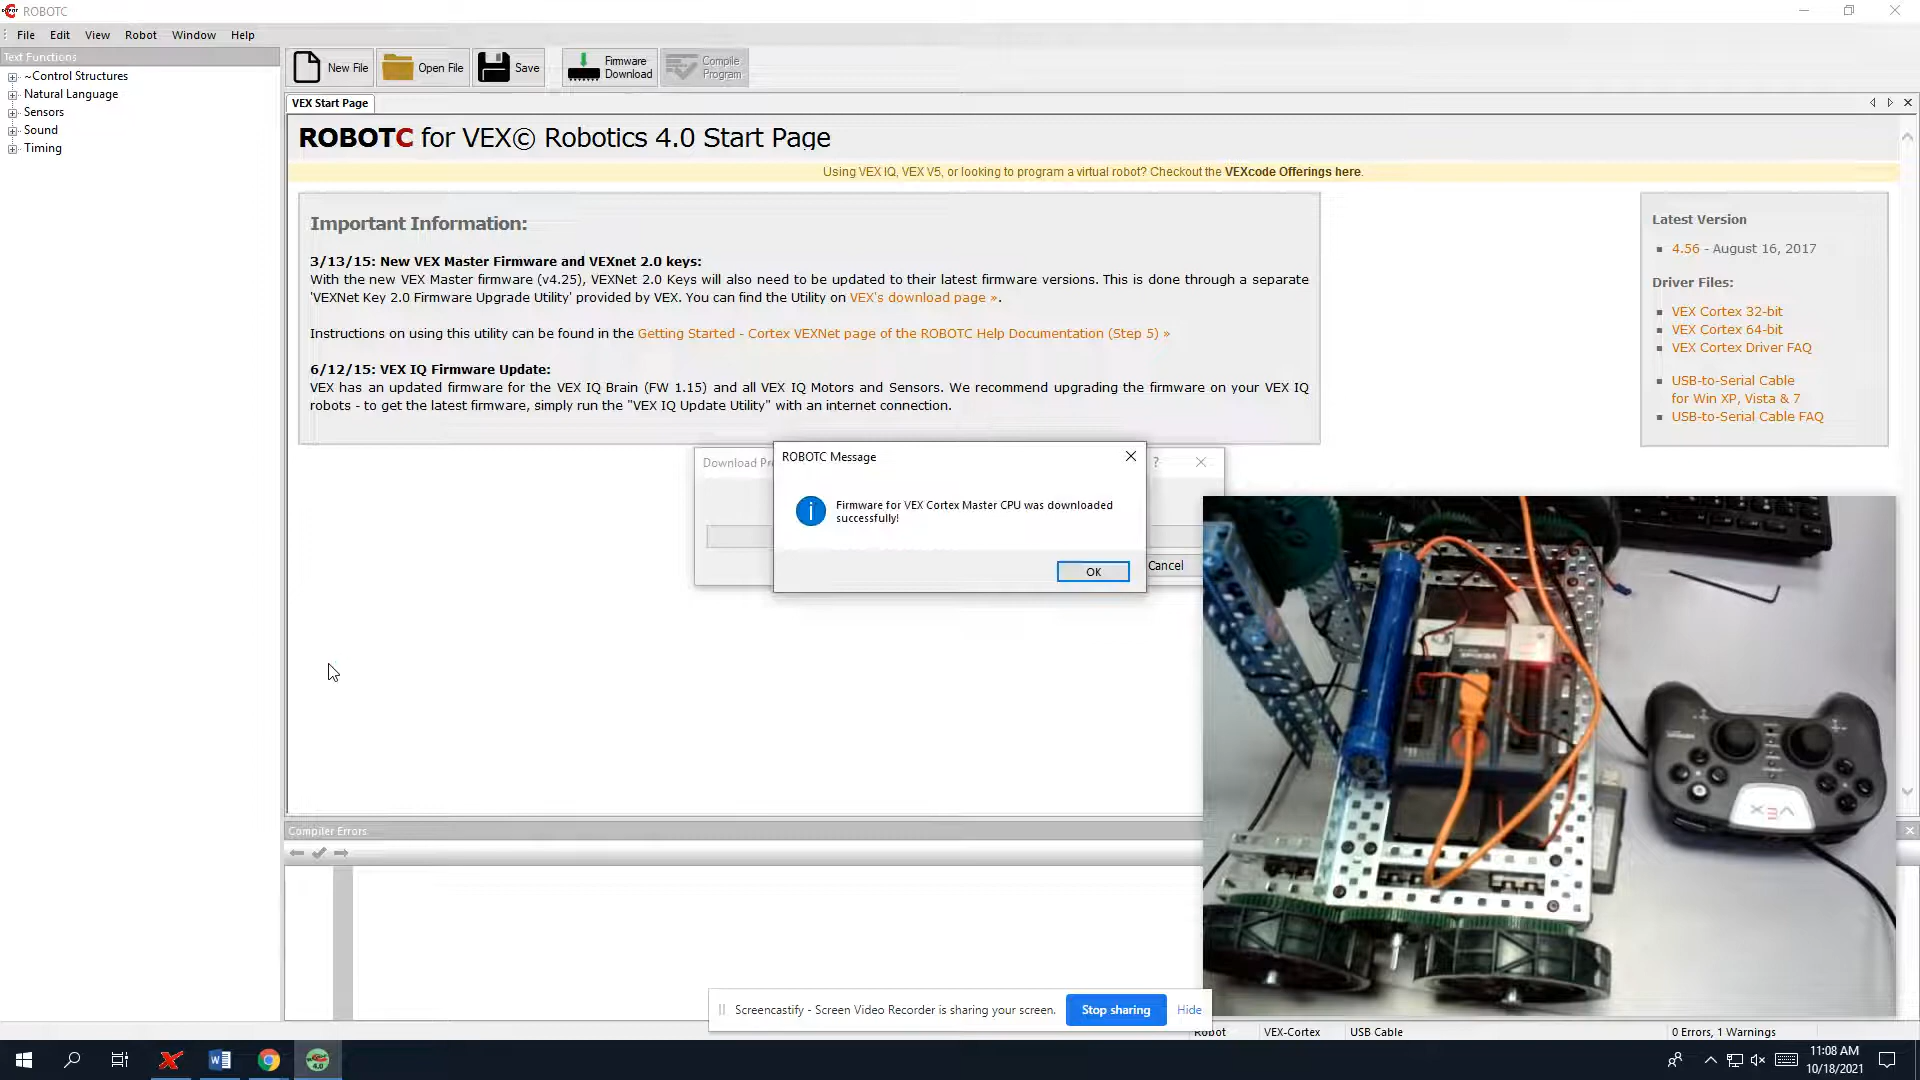 ROBOTC
File Edit View Robot Window Help
Text Functions
~Control Structures
Natural Language
Sensors
Sound
Timing
New File
Open File
Save
Firmware Download
Compile Program
VEX Start Page
ROBOTC for VEX© Robotics 4.0 Start Page
Using VEX IQ, VEX V5, or looking to program a virtual robot? Checkout the VEXcode Offerings here.
Important Information:
3/13/15: New VEX Master Firmware and VEXnet 2.0 keys:
With the new VEX Master firmware (v4.25), VEXNet 2.0 Keys will also need to be updated to their latest firmware versions. This is done through a separate
'VEXNet Key 2.0 Firmware Upgrade Utility' provided by VEX. You can find the Utility on VEX's download page ».
Instructions on using this utility can be found in the Getting Started - Cortex VEXNet page of the ROBOTC Help Documentation (Step 5) »
6/12/15: VEX IQ Firmware Update:
VEX has an updated firmware for the VEX IQ Brain (FW 1.15) and all VEX IQ Motors and Sensors. We recommend upgrading the firmware on your VEX IQ
robots - to get the latest firmware, simply run the "VEX IQ Update Utility" with an internet connection.
Latest Version
4.56 - August 16, 2017
Driver Files:
VEX Cortex 32-bit
VEX Cortex 64-bit
VEX Cortex Driver FAQ
USB-to-Serial Cable
for Win XP, Vista & 7
USB-to-Serial Cable FAQ
Download Pr
?
ROBOTC Message
Firmware for VEX Cortex Master CPU was downloaded
successfully!
OK
Cancel
VEX
Compiler Errors
Screencastify - Screen Video Recorder is sharing your screen.
Stop sharing
Hide
Robot
VEX-Cortex
USB Cable
0 Errors, 1 Warnings
4.0
11:08 AM
10/18/2021